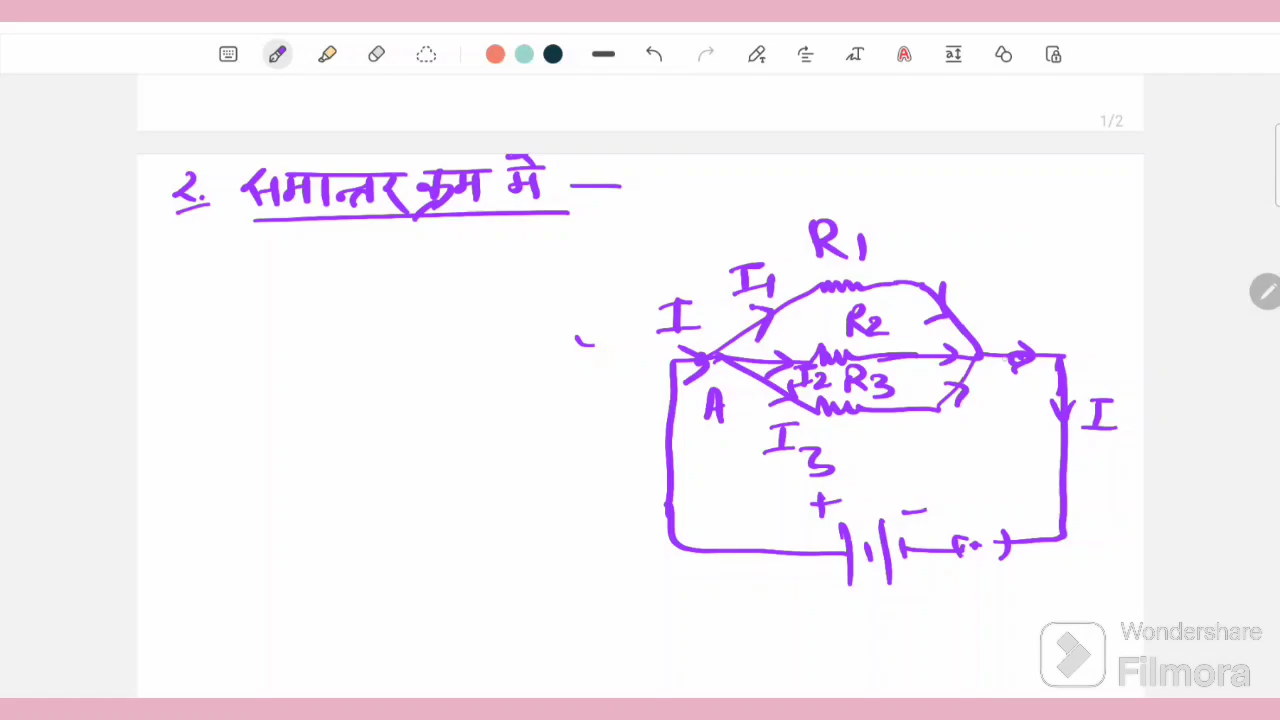 1/2
2. समान्तर क्रम में —
R1
I1
I
R2
I2 R3
A
I
I3
+ −
Wondershare
Filmora